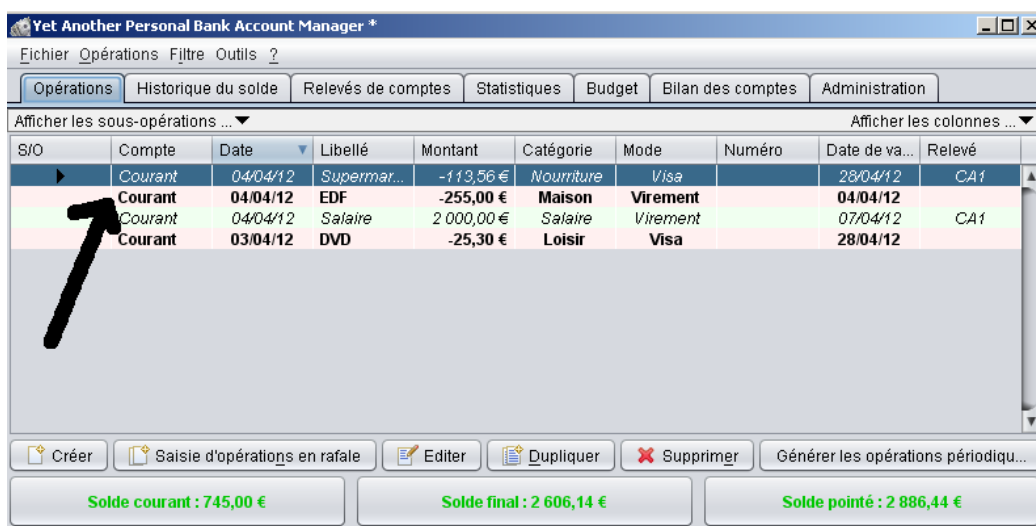 Yet Another Personal Bank Account Manager *
Fichier Opérations Filtre Outils ?
Opérations Historique du solde Relevés de comptes Statistiques Budget Bilan des comptes Administration
Afficher les sous-opérations ... Afficher les colonnes ...
S/O Compte Date Libellé Montant Catégorie Mode Numéro Date de va... Relevé
Courant 04/04/12 Supermar... -113,56 € Nourriture Visa 28/04/12 CA1
Courant 04/04/12 EDF -255,00 € Maison Virement 04/04/12
Courant 04/04/12 Salaire 2 000,00 € Salaire Virement 07/04/12 CA1
Courant 03/04/12 DVD -25,30 € Loisir Visa 28/04/12
Créer Saisie d'opérations en rafale Editer Dupliquer Supprimer Générer les opérations périodiqu...
Solde courant : 745,00 € Solde final : 2 606,14 € Solde pointé : 2 886,44 €